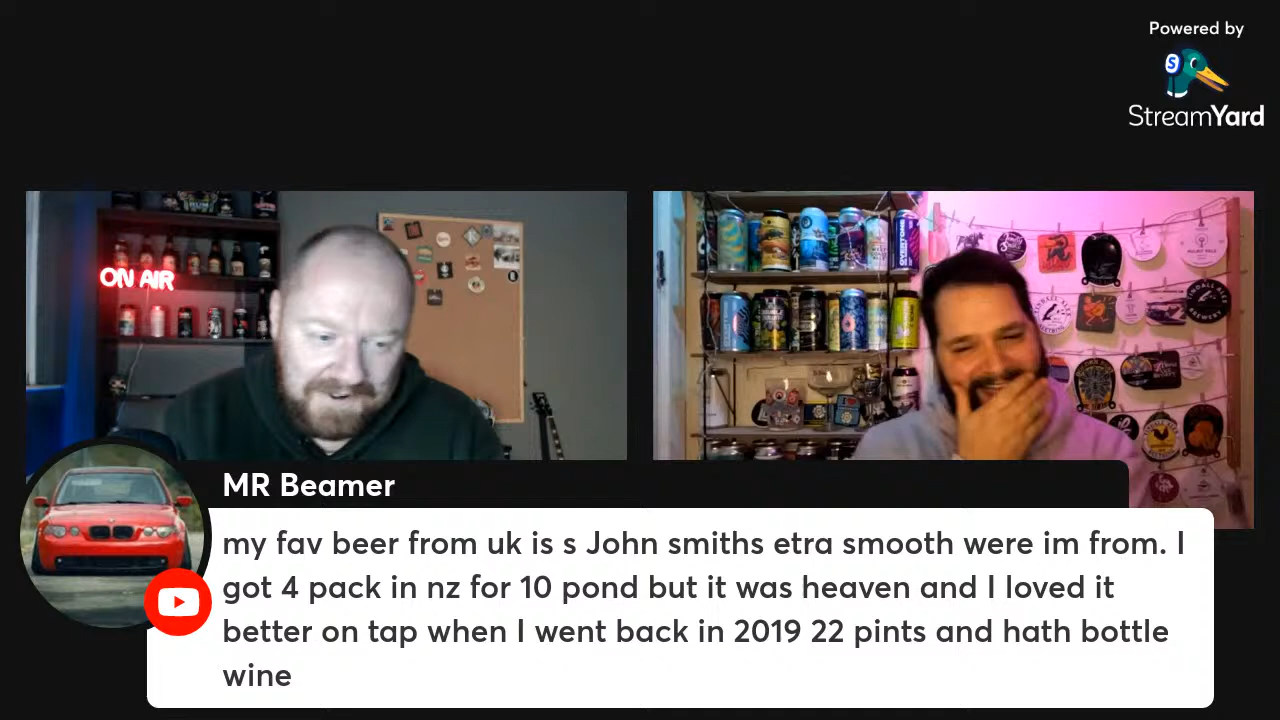 Powered by
StreamYard
ON AIR
OVERTONE
MR Beamer
my fav beer from uk is s John smiths etra smooth were im from. I
got 4 pack in nz for 10 pond but it was heaven and I loved it
better on tap when I went back in 2019 22 pints and hath bottle
wine